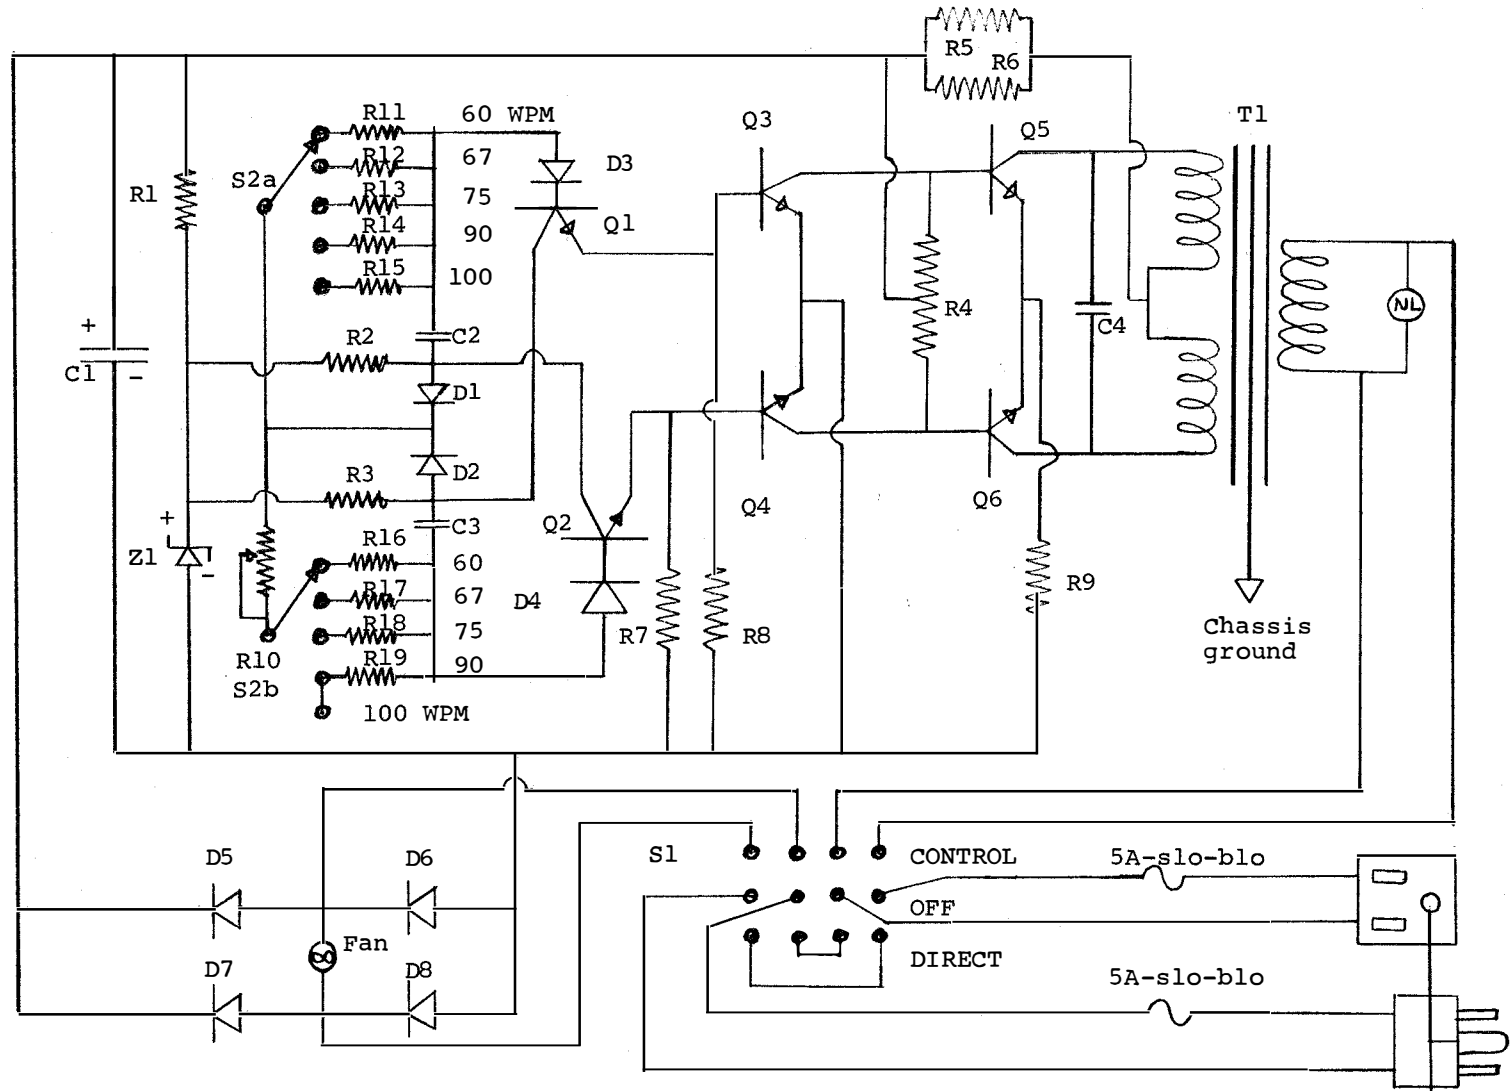 R5
R6
R11
60 WPM
Q3
Q5
T1
R12
67
D3
S2a
R1
R13
75
R14
90
Q1
R15
100
+
C1
-
R2
C2
R4
C4
NL
D1
R3
D2
Q2
C3
Q4
Q6
+
Z1
-
R16
60
R17
67
D4
R9
R18
75
R7
R8
Chassis
ground
R10
S2b
R19
90
100 WPM
D5
D6
S1
CONTROL
5A-slo-blo
OFF
Fan
D7
D8
DIRECT
5A-slo-blo